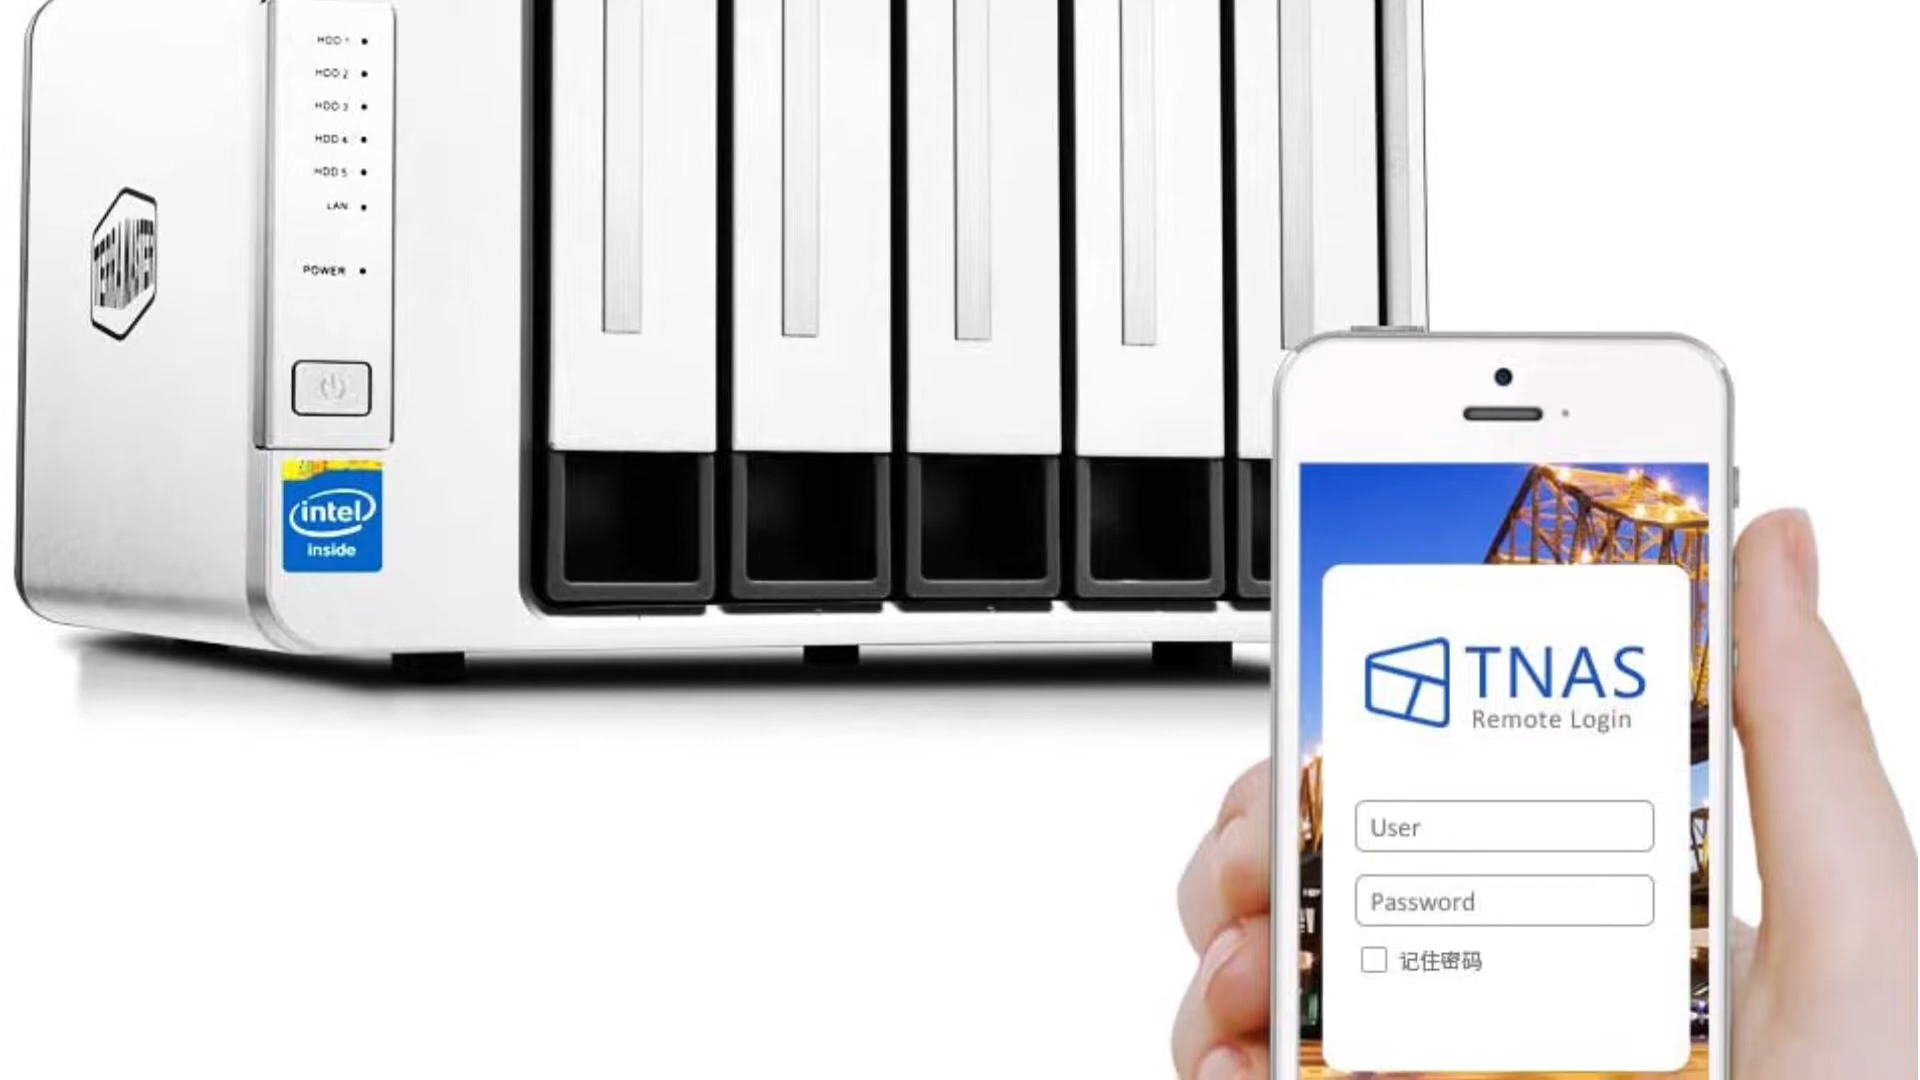 HDD 1
HDD 2
HDD 3
HDD 4
HDD 5
LAN
POWER
TERRAMASTER
intel
inside
TNAS
Remote Login
User
Password
记住密码